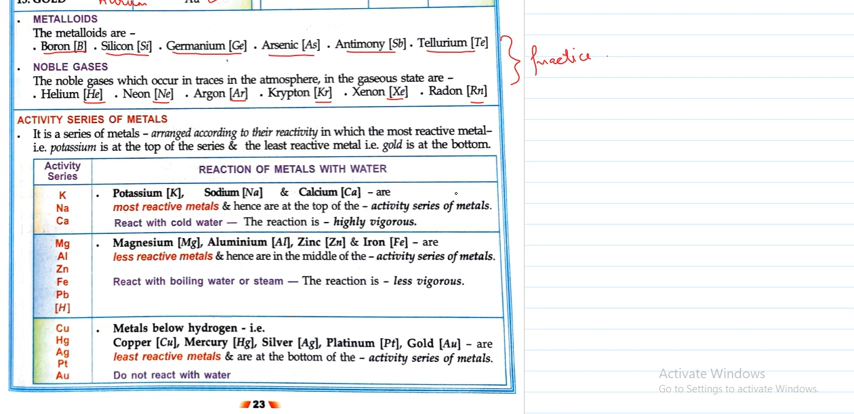 15. GOLD Aurum Au
• METALLOIDS
The metalloids are –
• Boron [B] • Silicon [Si] • Germanium [Ge] • Arsenic [As] • Antimony [Sb] • Tellurium [Te]
Practice
• NOBLE GASES
The noble gases which occur in traces in the atmosphere, in the gaseous state are –
• Helium [He] • Neon [Ne] • Argon [Ar] • Krypton [Kr] • Xenon [Xe] • Radon [Rn]
ACTIVITY SERIES OF METALS
• It is a series of metals – arranged according to their reactivity in which the most reactive metal–
i.e. potassium is at the top of the series & the least reactive metal i.e. gold is at the bottom.
Activity
Series
REACTION OF METALS WITH WATER
K
Na
Ca
• Potassium [K], Sodium [Na] & Calcium [Ca] – are
most reactive metals & hence are at the top of the – activity series of metals.
React with cold water — The reaction is – highly vigorous.
Mg
Al
Zn
Fe
Pb
[H]
• Magnesium [Mg], Aluminium [Al], Zinc [Zn] & Iron [Fe] – are
less reactive metals & hence are in the middle of the – activity series of metals.
React with boiling water or steam — The reaction is – less vigorous.
Cu
Hg
Ag
Pt
Au
• Metals below hydrogen - i.e.
Copper [Cu], Mercury [Hg], Silver [Ag], Platinum [Pt], Gold [Au] – are
least reactive metals & are at the bottom of the – activity series of metals.
Do not react with water
23
Activate Windows
Go to Settings to activate Windows.